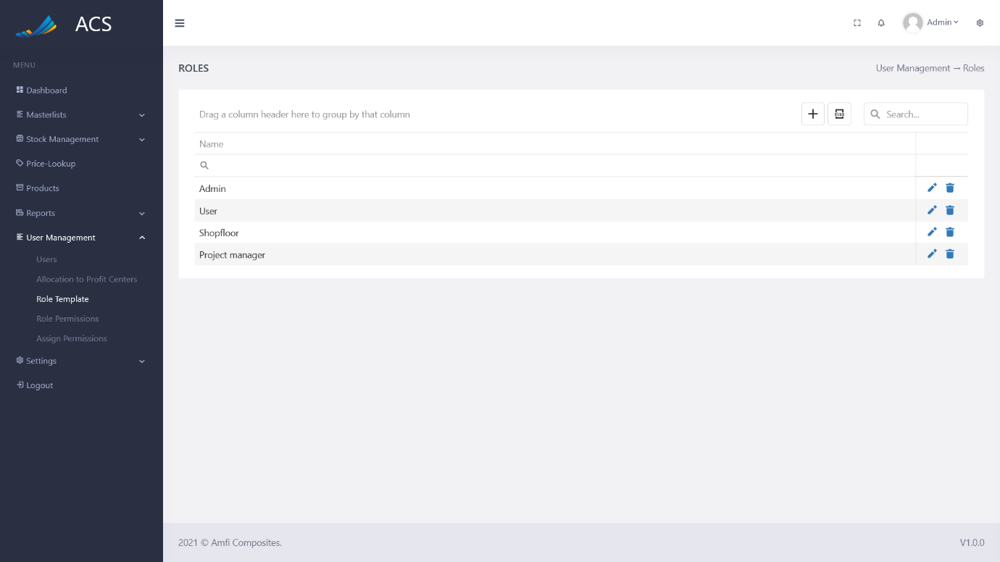 ACS
Admin
MENU
Dashboard
Masterlists
Stock Management
Price-Lookup
Products
Reports
User Management
Users
Allocation to Profit Centers
Role Template
Role Permissions
Assign Permissions
Settings
Logout
ROLES
User Management → Roles
Drag a column header here to group by that column
XLSX
Search...
Name
Admin
User
Shopfloor
Project manager
2021 © Amfi Composites.
V1.0.0